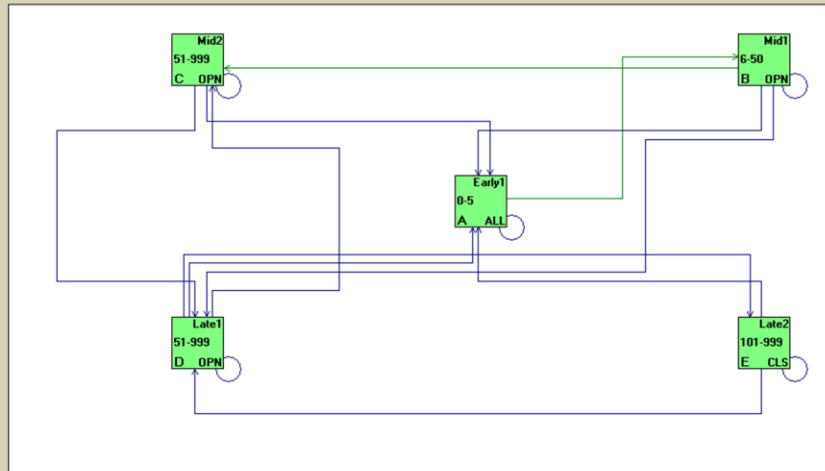 Mid2
51-999
C OPN
Mid1
6-50
B OPN
Early1
0-5
A ALL
Late1
51-999
D OPN
Late2
101-999
E CLS